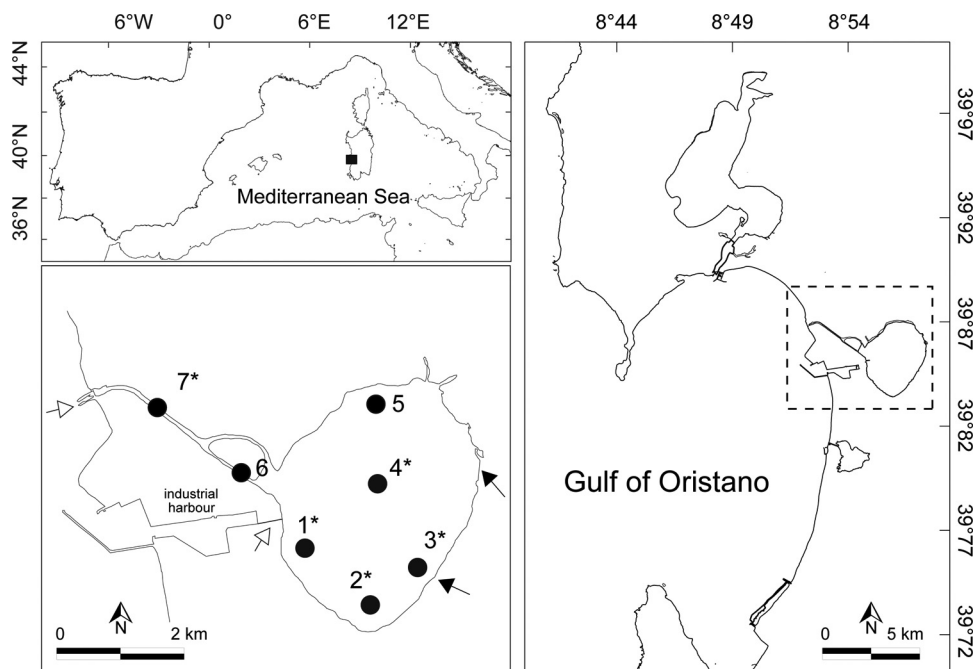 6°W 0° 6°E 12°E
44°N
40°N
36°N
Mediterranean Sea
7*
5
6
4*
industrial
harbour
1*
3*
2*
N
0 2 km
8°44 8°49 8°54
39°97
39°92
39°87
39°82
39°77
39°72
Gulf of Oristano
N
0 5 km